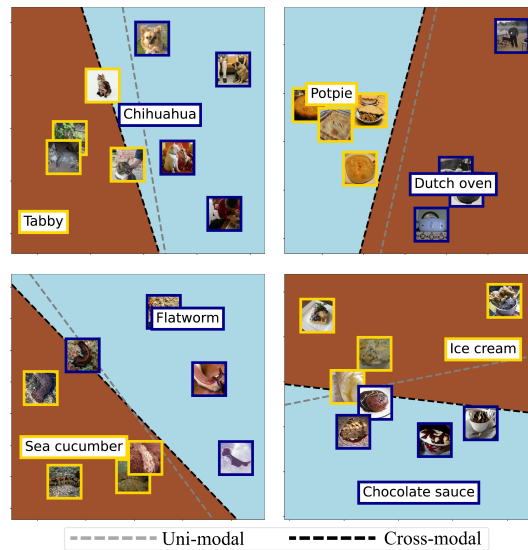 Chihuahua
Tabby
Potpie
Dutch oven
Flatworm
Sea cucumber
Ice cream
Chocolate sauce
Uni-modal
Cross-modal